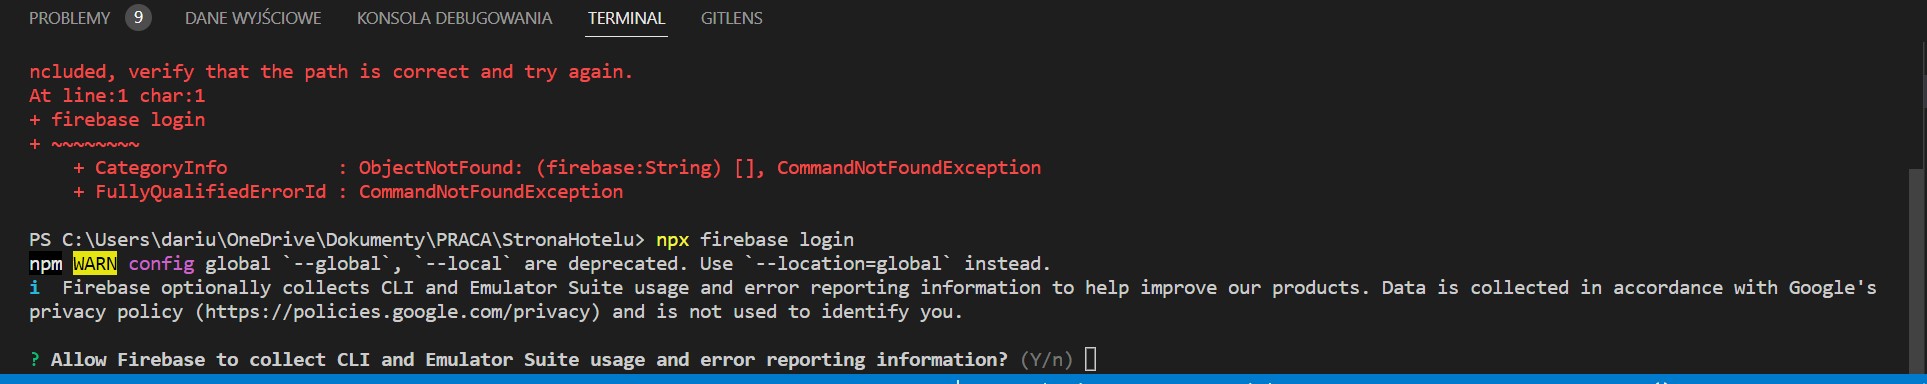 PROBLEMY 9 DANE WYJŚCIOWE KONSOLA DEBUGOWANIA TERMINAL GITLENS
ncluded, verify that the path is correct and try again.
At line:1 char:1
+ firebase login
+ ~~~~~~~~
    + CategoryInfo          : ObjectNotFound: (firebase:String) [], CommandNotFoundException
    + FullyQualifiedErrorId : CommandNotFoundException
PS C:\Users\dariu\OneDrive\Dokumenty\PRACA\StronaHotelu> npx firebase login
npm WARN config global `--global`, `--local` are deprecated. Use `--location=global` instead.
i  Firebase optionally collects CLI and Emulator Suite usage and error reporting information to help improve our products. Data is collected in accordance with Google's
privacy policy (https://policies.google.com/privacy) and is not used to identify you.
? Allow Firebase to collect CLI and Emulator Suite usage and error reporting information? (Y/n)